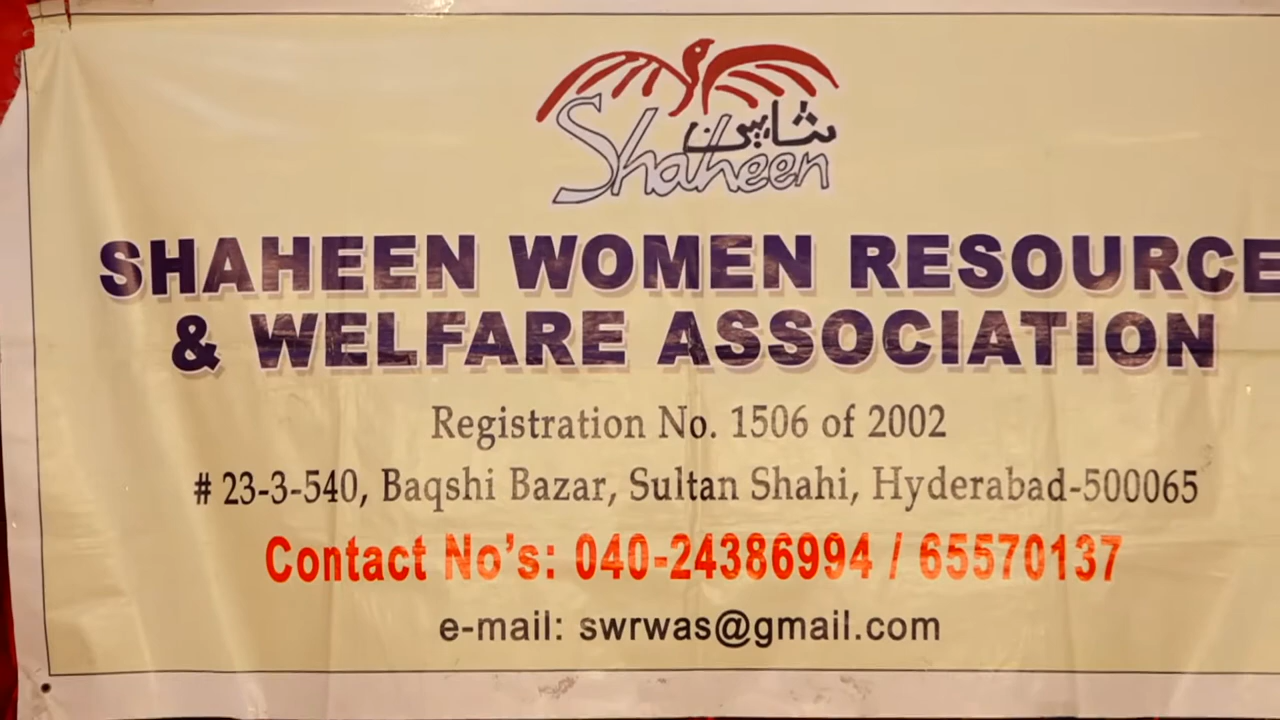 شاہین
Shaheen
SHAHEEN WOMEN RESOURCE
& WELFARE ASSOCIATION
Registration No. 1506 of 2002
# 23-3-540, Baqshi Bazar, Sultan Shahi, Hyderabad-500065
Contact No's: 040-24386994 / 65570137
e-mail: swrwas@gmail.com